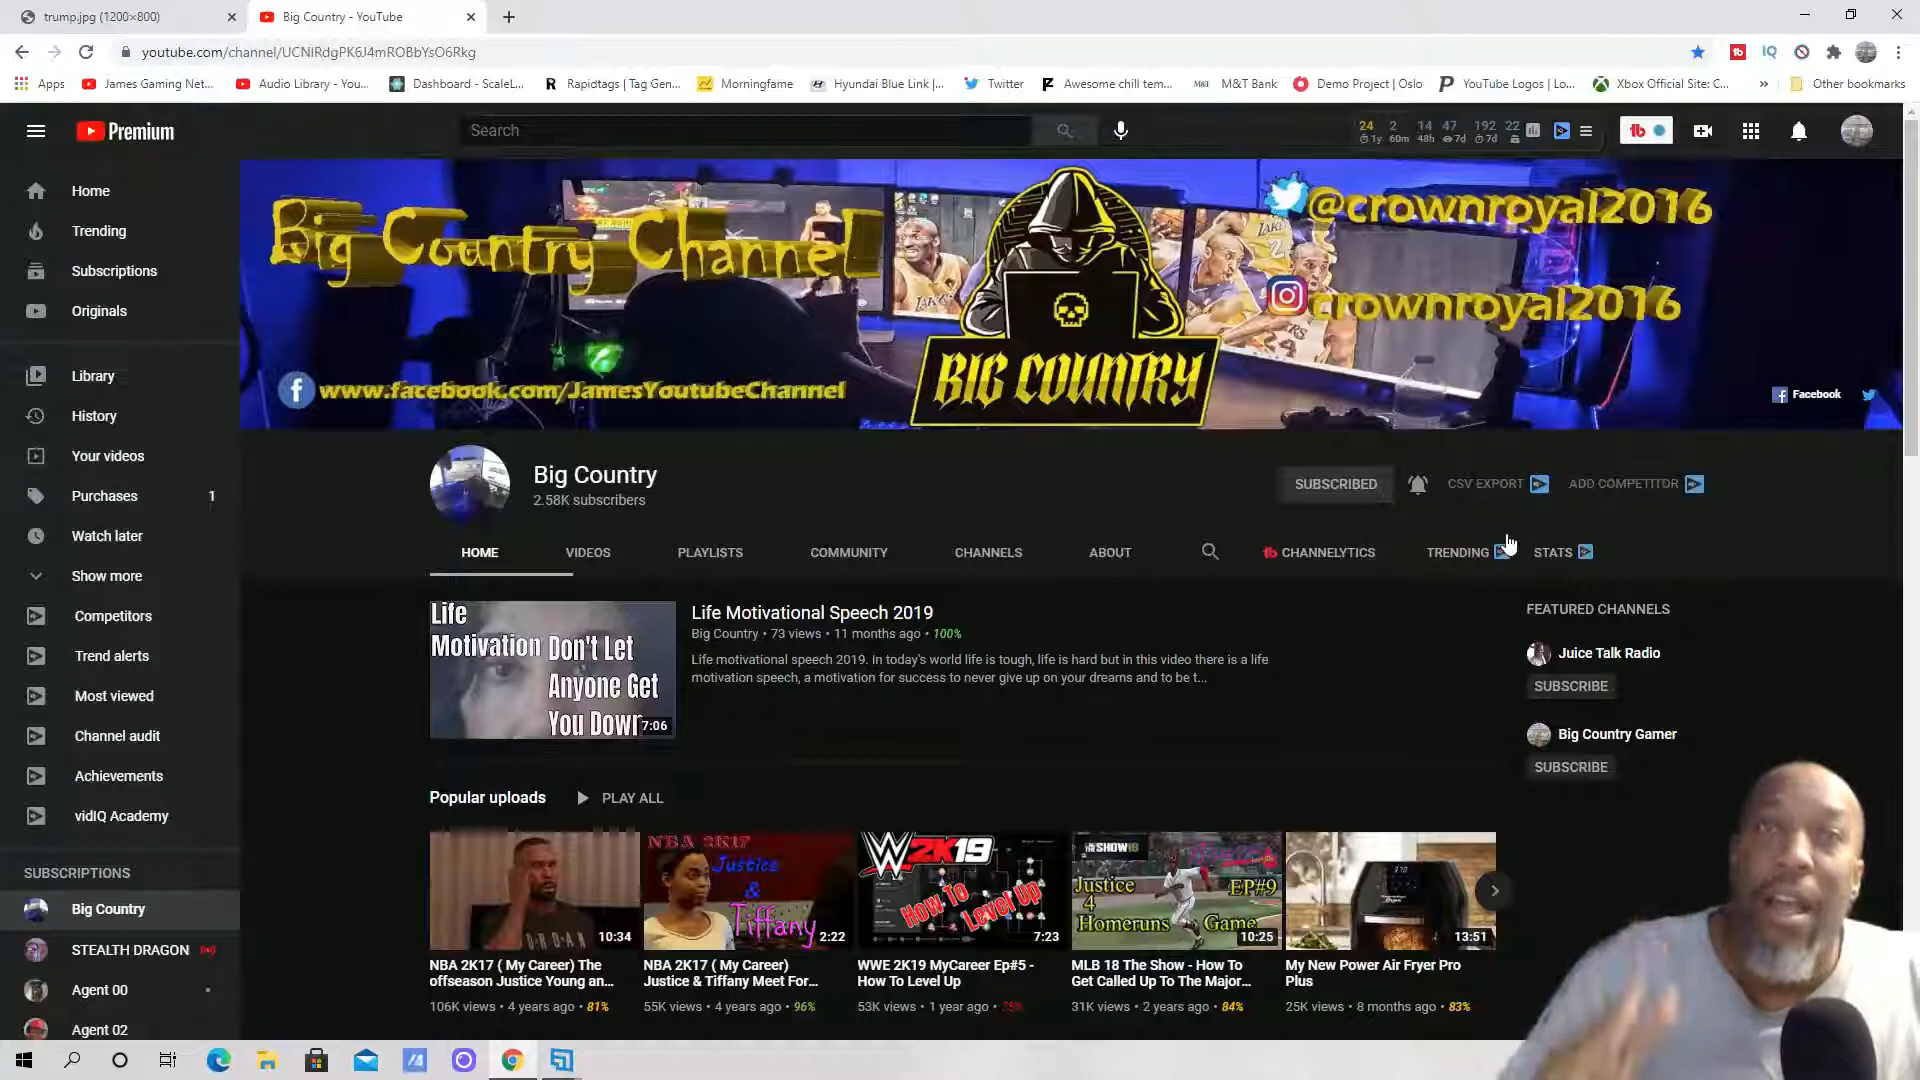 trump.jpg (1200×800)
Big Country - YouTube
youtube.com/channel/UCNIRdgPK6J4mROBbYsO6Rkg
Apps
James Gaming Net...
Audio Library - You...
Dashboard - ScaleL...
Rapidtags | Tag Gen...
Morningfame
Hyundai Blue Link |...
Twitter
Awesome chill tem...
M&T Bank
Demo Project | Oslo
YouTube Logos | Lo...
Xbox Official Site: C...
Other bookmarks
Premium
Search
24 2 14 47 192 22
1y 60m 48h 7d 7d
Home
Trending
Subscriptions
Originals
Library
History
Your videos
Purchases 1
Watch later
Show more
Competitors
Trend alerts
Most viewed
Channel audit
Achievements
vidIQ Academy
SUBSCRIPTIONS
Big Country
STEALTH DRAGON
Agent 00
Agent 02
Big Country Channel
@crownroyal2016
crownroyal2016
BIG COUNTRY
www.facebook.com/JamesYoutubeChannel
Facebook
Big Country
2.58K subscribers
SUBSCRIBED
CSV EXPORT
ADD COMPETITOR
HOME
VIDEOS
PLAYLISTS
COMMUNITY
CHANNELS
ABOUT
CHANNELYTICS
TRENDING
STATS
Life
Motivation Don't Let
Anyone Get
You Down
7:06
Life Motivational Speech 2019
Big Country • 73 views • 11 months ago • 100%
Life motivational speech 2019. In today's world life is tough, life is hard but in this video there is a life
motivation speech, a motivation for success to never give up on your dreams and to be t...
FEATURED CHANNELS
Juice Talk Radio
SUBSCRIBE
Big Country Gamer
SUBSCRIBE
Popular uploads
PLAY ALL
JORDAN
10:34
NBA 2K17
Justice
&
Tiffany
2:22
W 2K19
How To
Level Up
7:23
SHOW18
Justice EP#9
4
Homeruns Game
10:25
13:51
NBA 2K17 ( My Career) The
offseason Justice Young an...
106K views • 4 years ago • 81%
NBA 2K17 ( My Career)
Justice & Tiffany Meet For...
55K views • 4 years ago • 96%
WWE 2K19 MyCareer Ep#5 -
How To Level Up
53K views • 1 year ago
MLB 18 The Show - How To
Get Called Up To The Major...
31K views • 2 years ago • 84%
My New Power Air Fryer Pro
Plus
25K views • 8 months ago • 83%